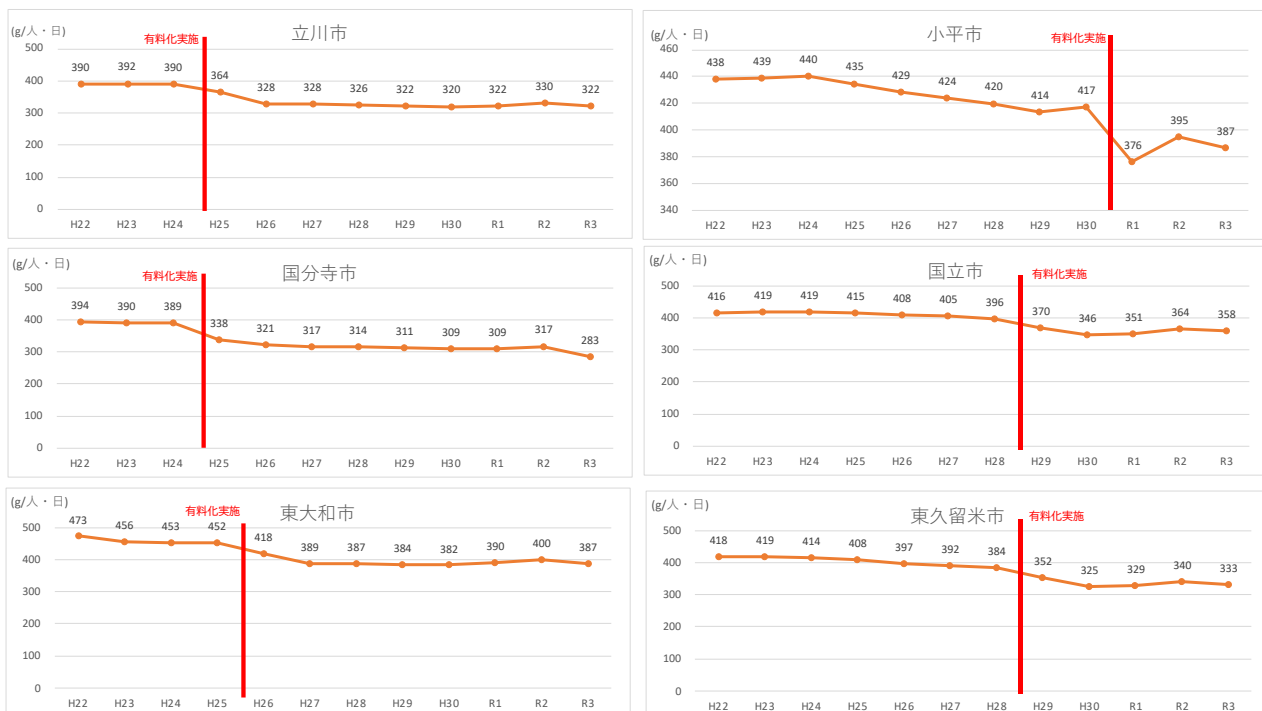 (g/人・日)
立川市
有料化実施
500
400
300
200
100
0
390 392 390 364 328 328 326 322 320 322 330 322
H22 H23 H24 H25 H26 H27 H28 H29 H30 R1 R2 R3
(g/人・日)
小平市
有料化実施
460
440
420
400
380
360
340
438 439 440 435 429 424 420 414 417 376 395 387
H22 H23 H24 H25 H26 H27 H28 H29 H30 R1 R2 R3
(g/人・日)
国分寺市
有料化実施
500
400
300
200
100
0
394 390 389 338 321 317 314 311 309 309 317 283
H22 H23 H24 H25 H26 H27 H28 H29 H30 R1 R2 R3
(g/人・日)
国立市
有料化実施
500
400
300
200
100
0
416 419 419 415 408 405 396 370 346 351 364 358
H22 H23 H24 H25 H26 H27 H28 H29 H30 R1 R2 R3
(g/人・日)
東大和市
有料化実施
500
400
300
200
100
0
473 456 453 452 418 389 387 384 382 390 400 387
H22 H23 H24 H25 H26 H27 H28 H29 H30 R1 R2 R3
(g/人・日)
東久留米市
有料化実施
500
400
300
200
100
0
418 419 414 408 397 392 384 352 325 329 340 333
H22 H23 H24 H25 H26 H27 H28 H29 H30 R1 R2 R3